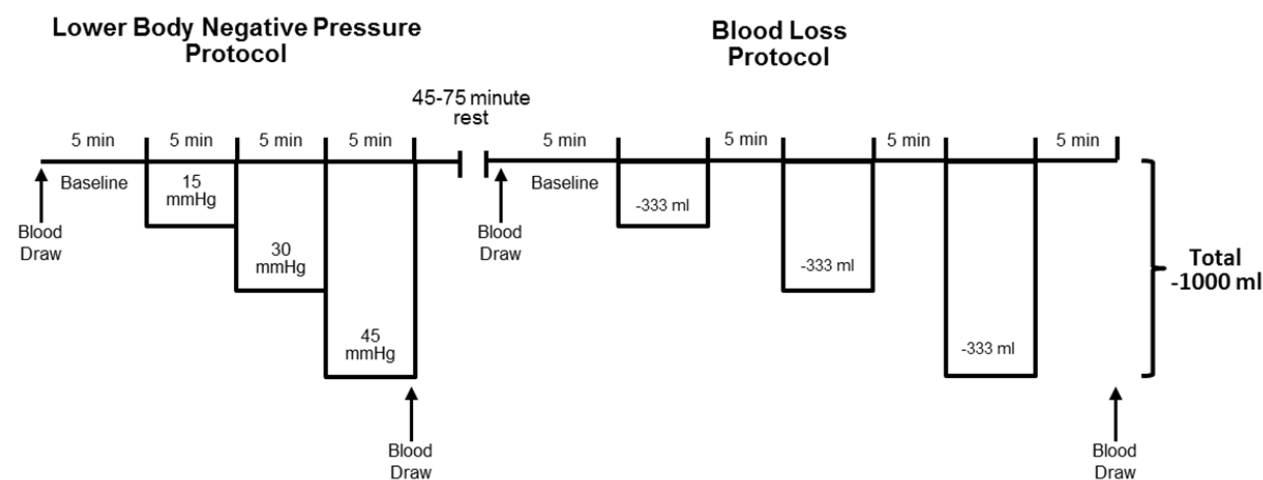 Lower Body Negative Pressure
Protocol
Blood Loss
Protocol
45-75 minute
rest
5 min
5 min
5 min
5 min
5 min
5 min
5 min
5 min
Baseline
15
mmHg
30
mmHg
45
mmHg
Baseline
-333 ml
-333 ml
-333 ml
Blood
Draw
Blood
Draw
Blood
Draw
Blood
Draw
Total
-1000 ml